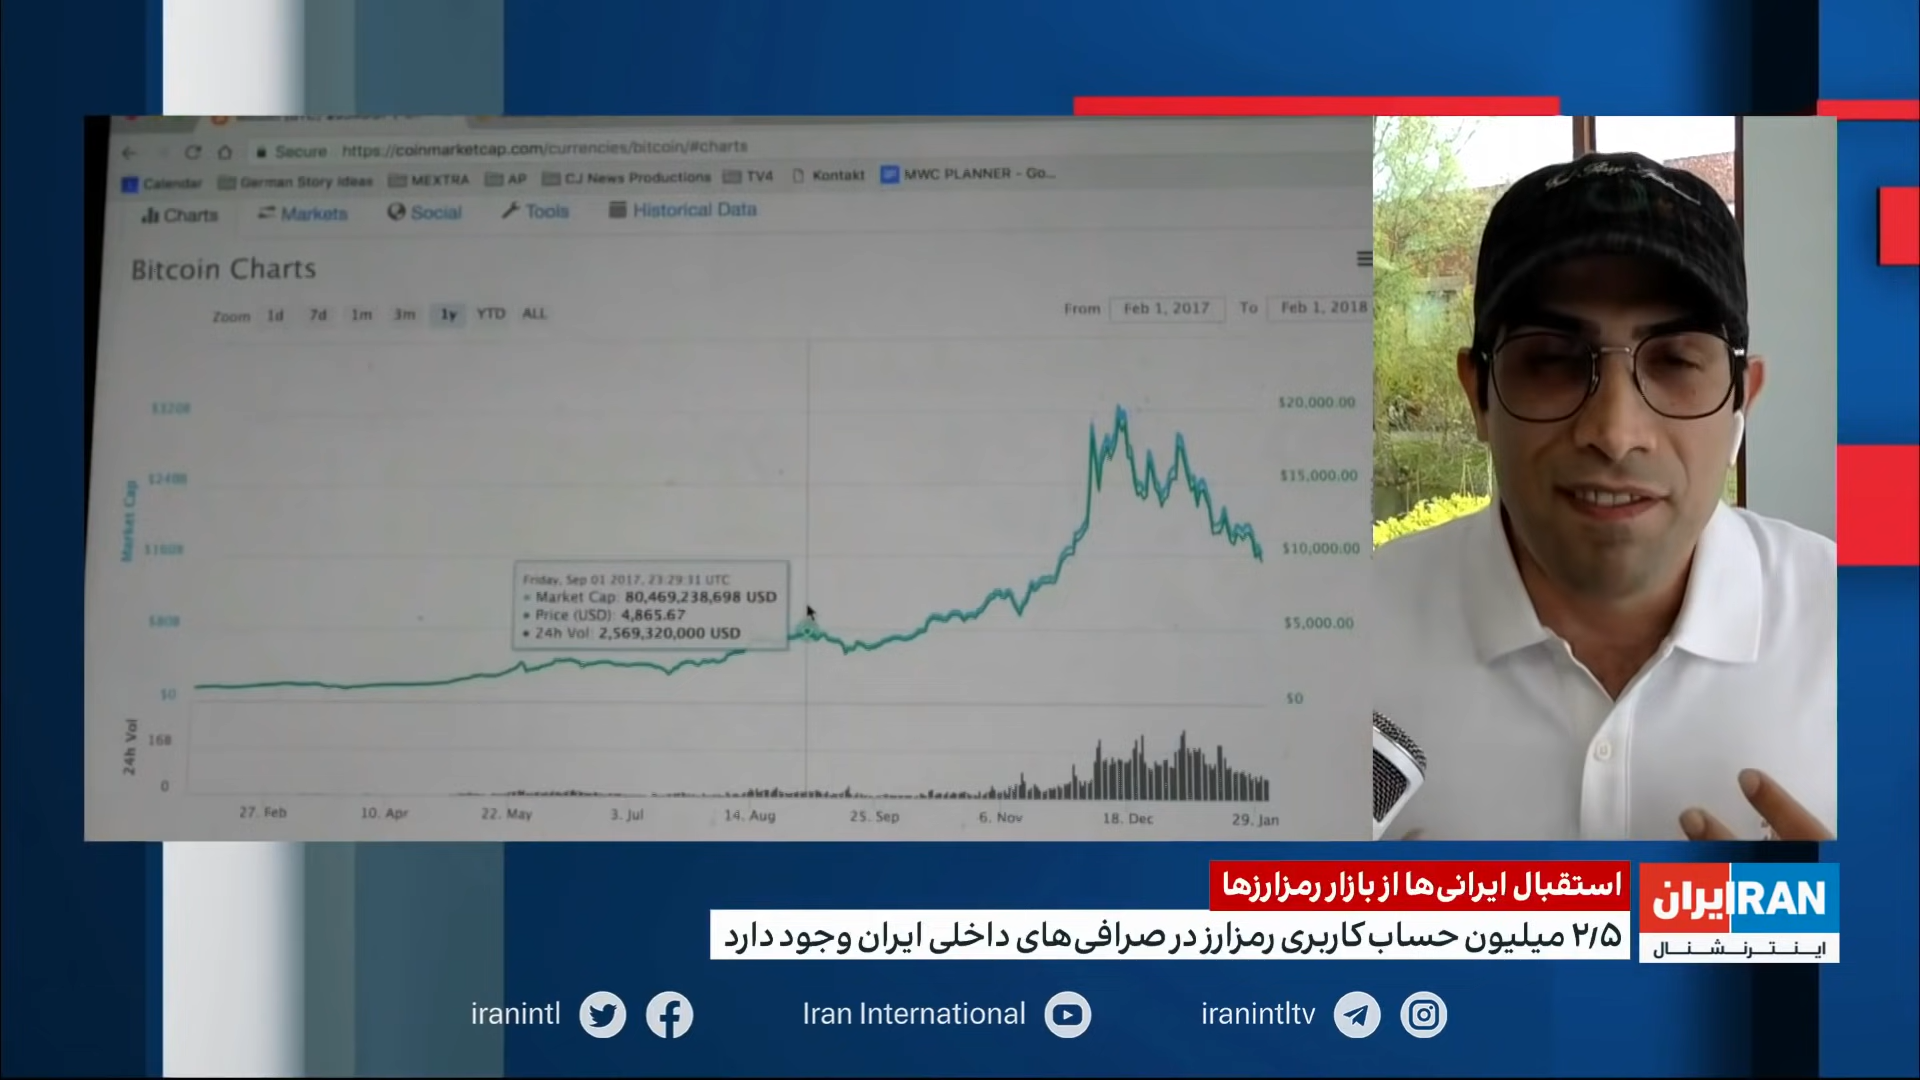 Secure https://coinmarketcap.com/currencies/bitcoin/#charts
Calendar German Story Ideas MEXTRA AP CJ News Productions TV4 Kontakt MWC PLANNER - Go...
Charts Markets Social Tools Historical Data
Bitcoin Charts
Zoom 1d 7d 1m 3m 1y YTD ALL
From Feb 1, 2017 To Feb 1, 2018
$320B
$240B
$160B
$80B
$0
Market Cap
$20,000.00
$15,000.00
$10,000.00
$5,000.00
$0
Friday, Sep 01 2017, 23:29:31 UTC
Market Cap: 80,469,238,698 USD
Price (USD): 4,865.67
24h Vol: 2,569,320,000 USD
24h Vol
16B
0
27. Feb 10. Apr 22. May 3. Jul 14. Aug 25. Sep 6. Nov 18. Dec 29. Jan
استقبال ایرانی‌ها از بازار رمزارزها
۲٫۵ میلیون حساب کاربری رمزارز در صرافی‌های داخلی ایران وجود دارد
ایران IRAN
اینترنشنال
iranintl
Iran International
iranintltv